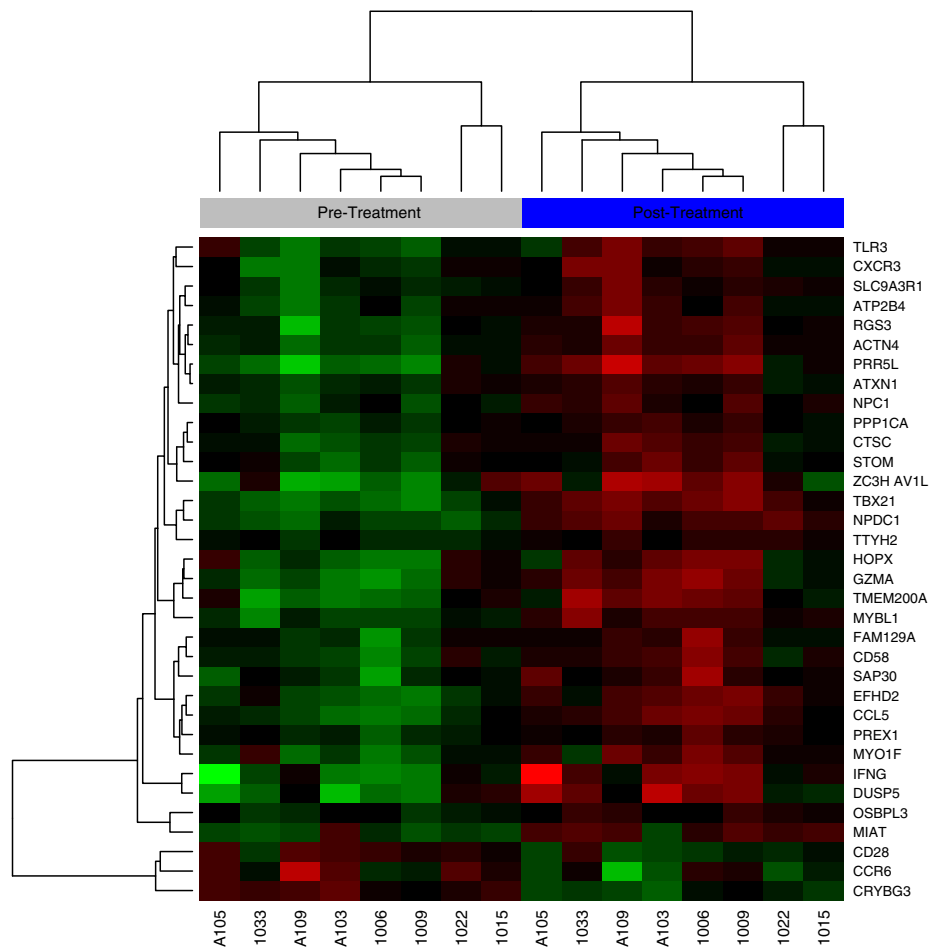 Pre-Treatment Post-Treatment
TLR3
CXCR3
SLC9A3R1
ATP2B4
RGS3
ACTN4
PRR5L
ATXN1
NPC1
PPP1CA
CTSC
STOM
ZC3H AV1L
TBX21
NPDC1
TTYH2
HOPX
GZMA
TMEM200A
MYBL1
FAM129A
CD58
SAP30
EFHD2
CCL5
PREX1
MYO1F
IFNG
DUSP5
OSBPL3
MIAT
CD28
CCR6
CRYBG3
A105 1033 A109 A103 1006 1009 1022 1015 A105 1033 A109 A103 1006 1009 1022 1015